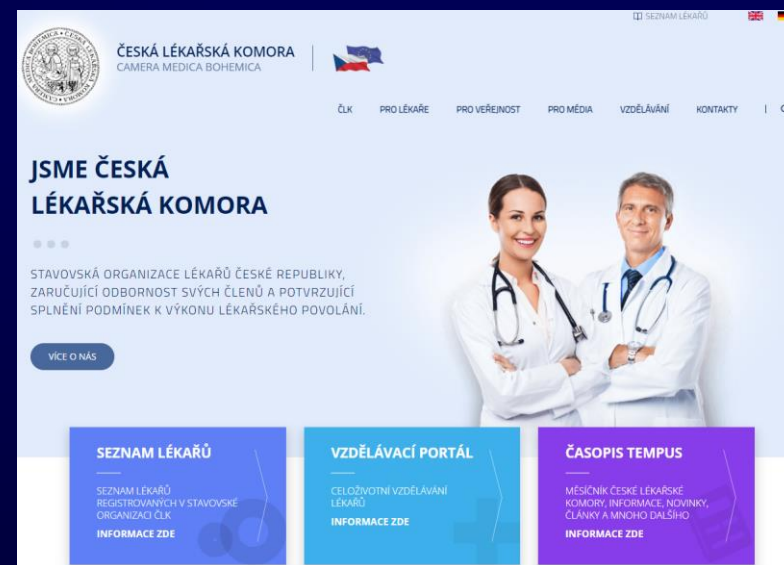 SEZNAM LÉKAŘŮ
ČESKÁ LÉKAŘSKÁ KOMORA
CAMERA MEDICA BOHEMICA
ČLK PRO LÉKAŘE PRO VEŘEJNOST PRO MÉDIA VZDĚLÁVÁNÍ KONTAKTY |
JSME ČESKÁ
LÉKAŘSKÁ KOMORA
STAVOVSKÁ ORGANIZACE LÉKAŘŮ ČESKÉ REPUBLIKY,
ZARUČUJÍCÍ ODBORNOST SVÝCH ČLENŮ A POTVRZUJÍCÍ
SPLNĚNÍ PODMÍNEK K VÝKONU LÉKAŘSKÉHO POVOLÁNÍ.
VÍCE O NÁS
SEZNAM LÉKAŘŮ
SEZNAM LÉKAŘŮ
REGISTROVANÝCH V STAVOVSKÉ
ORGANIZACI ČLK
INFORMACE ZDE
VZDĚLÁVACÍ PORTÁL
CELOŽIVOTNÍ VZDĚLÁVÁNÍ
LÉKAŘŮ
INFORMACE ZDE
ČASOPIS TEMPUS
MĚSÍČNÍK ČESKÉ LÉKAŘSKÉ
KOMORY, INFORMACE, NOVINKY,
ČLÁNKY A MNOHO DALŠÍHO
INFORMACE ZDE